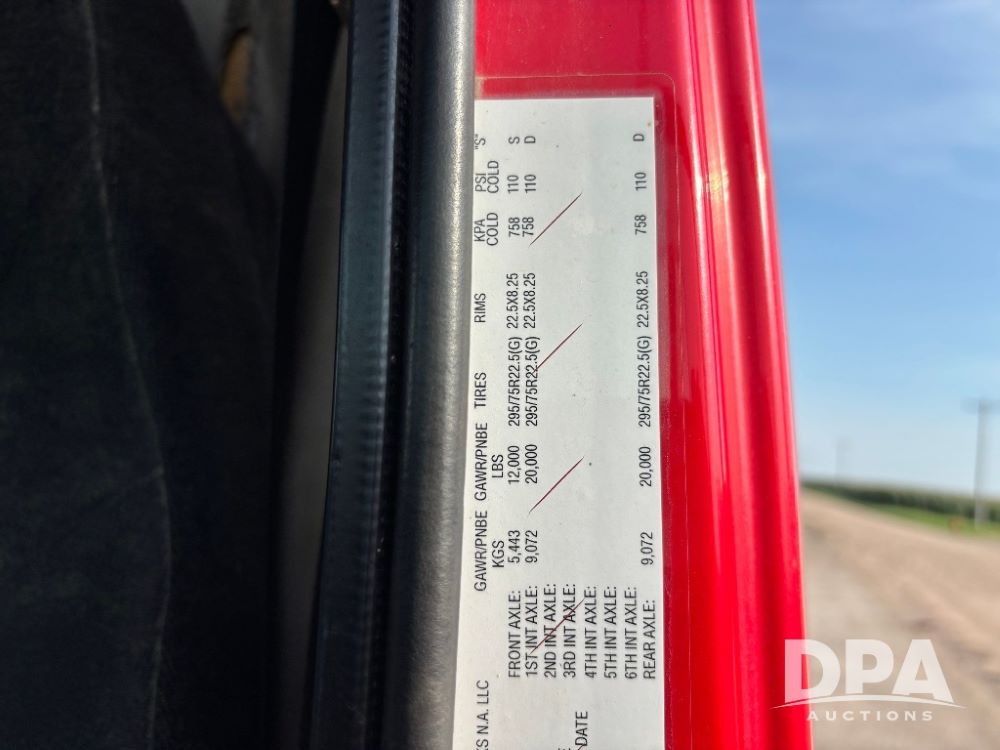 GAWR/PNBE GAWR/PNBE TIRES RIMS KPA PSI "S"
KGS LBS COLD COLD
FRONT AXLE: 5,443 12,000 295/75R22.5(G) 22.5X8.25 758 110 S
1ST INT AXLE: 9,072 20,000 295/75R22.5(G) 22.5X8.25 758 110 D
2ND INT AXLE:
3RD INT AXLE:
4TH INT AXLE:
5TH INT AXLE:
6TH INT AXLE:
REAR AXLE: 9,072 20,000 295/75R22.5(G) 22.5X8.25 758 110 D
N.A. LLC
DATE
DPA
AUCTIONS